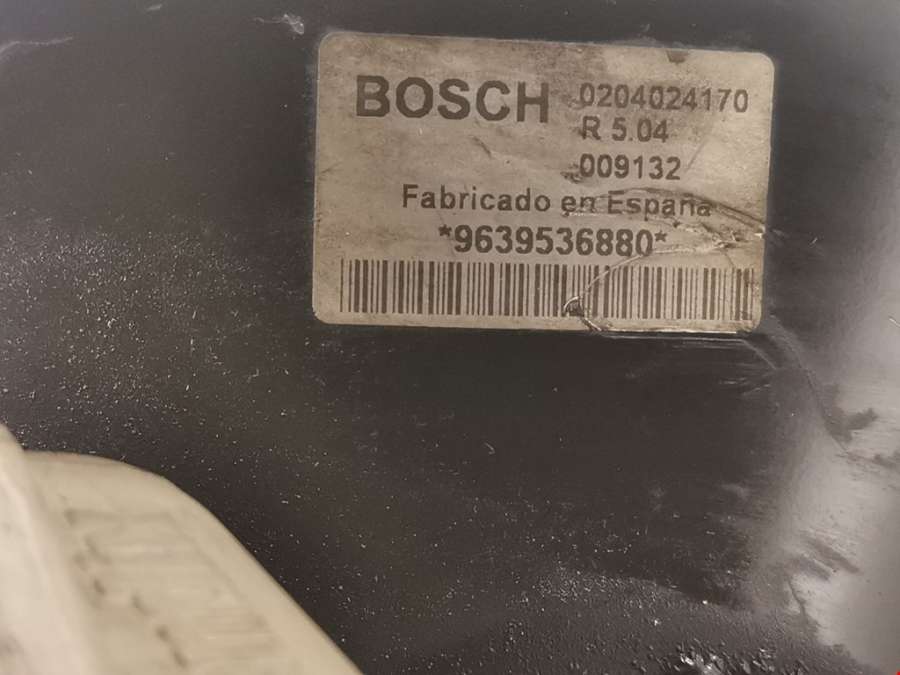 BOSCH 0204024170
R 5.04
009132
Fabricado en España
*9639536880*